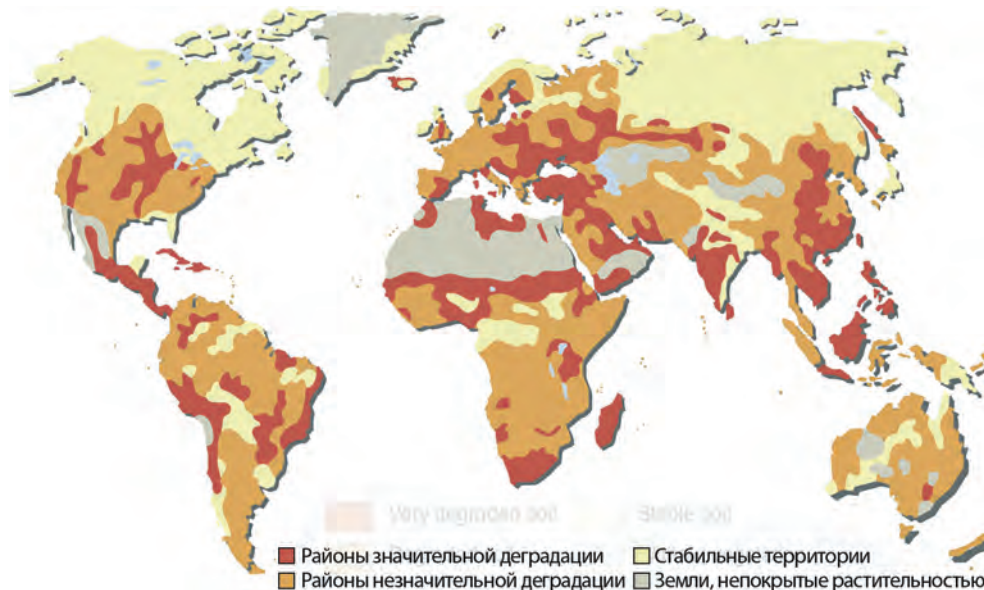 Very degraded soil
Stable soil
Районы значительной деградации
Стабильные территории
Районы незначительной деградации
Земли, непокрытые растительностью